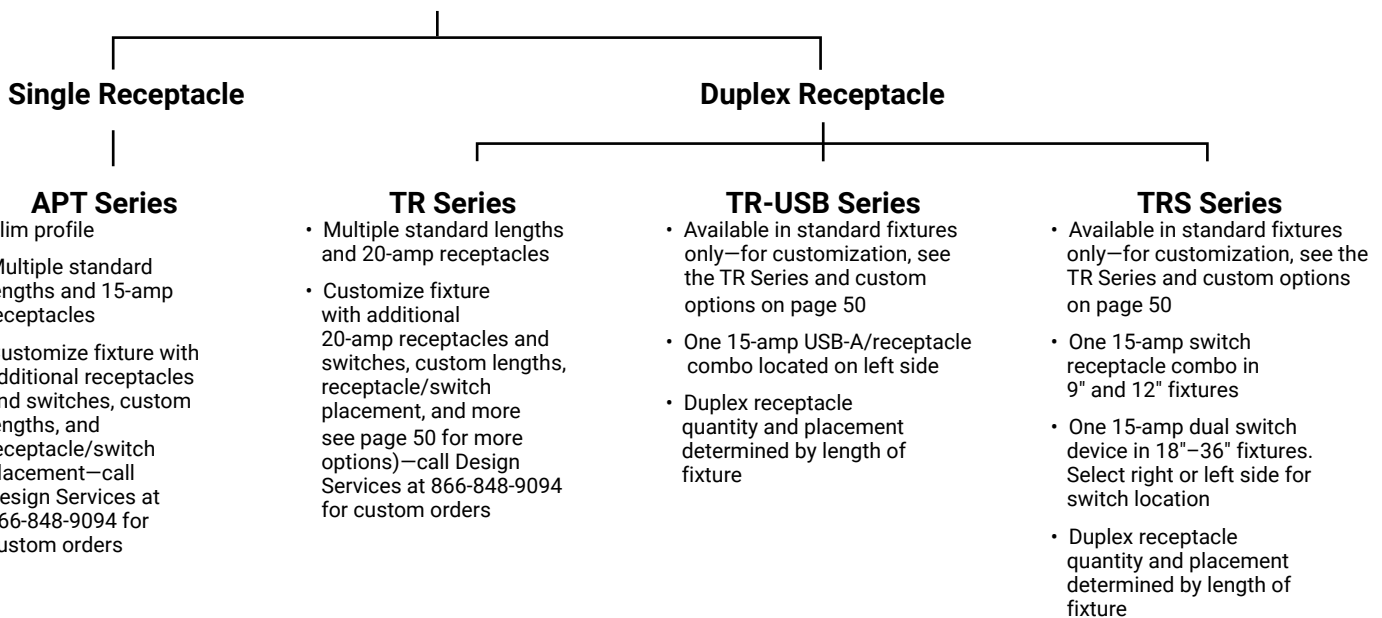 Single Receptacle
Duplex Receptacle
APT Series
lim profile
ultiple standard
engths and 15-amp
eceptacles
ustomize fixture with
dditional receptacles
nd switches, custom
engths, and
eceptacle/switch
lacement—call
esign Services at
66-848-9094 for
ustom orders
TR Series
• Multiple standard lengths
and 20-amp receptacles
• Customize fixture
with additional
20-amp receptacles and
switches, custom lengths,
receptacle/switch
placement, and more
see page 50 for more
options)—call Design
Services at 866-848-9094
for custom orders
TR-USB Series
• Available in standard fixtures
only—for customization, see
the TR Series and custom
options on page 50
• One 15-amp USB-A/receptacle
combo located on left side
• Duplex receptacle
quantity and placement
determined by length of
fixture
TRS Series
• Available in standard fixtures
only—for customization, see the
TR Series and custom options
on page 50
• One 15-amp switch
receptacle combo in
9" and 12" fixtures
• One 15-amp dual switch
device in 18"–36" fixtures.
Select right or left side for
switch location
• Duplex receptacle
quantity and placement
determined by length of
fixture